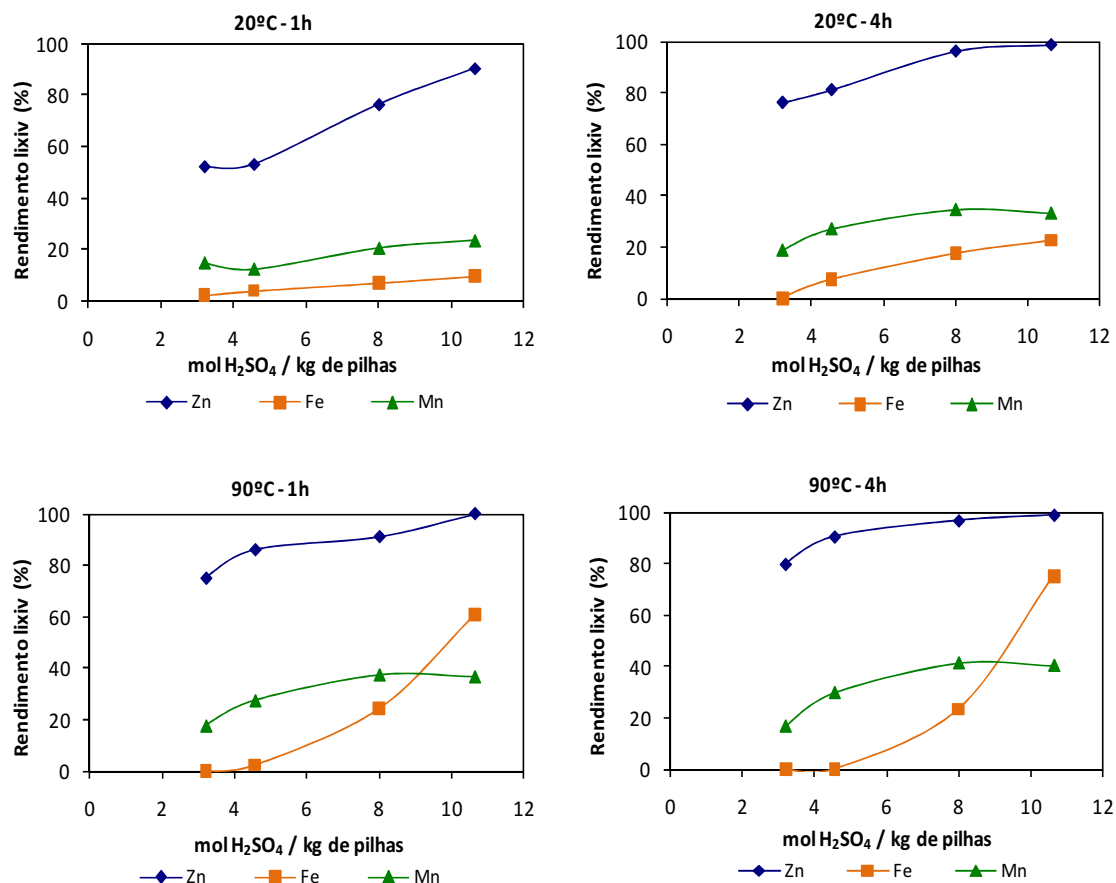 20ºC - 1h
Rendimento lixiv (%)
100
80
60
40
20
0
0 2 4 6 8 10 12
mol H₂SO₄ / kg de pilhas
Zn Fe Mn
20ºC - 4h
Rendimento lixiv (%)
100
80
60
40
20
0
0 2 4 6 8 10 12
mol H₂SO₄ / kg de pilhas
Zn Fe Mn
90ºC - 1h
Rendimento lixiv (%)
100
80
60
40
20
0
0 2 4 6 8 10 12
mol H₂SO₄ / kg de pilhas
Zn Fe Mn
90ºC - 4h
Rendimento lixiv (%)
100
80
60
40
20
0
0 2 4 6 8 10 12
mol H₂SO₄ / kg de pilhas
Zn Fe Mn